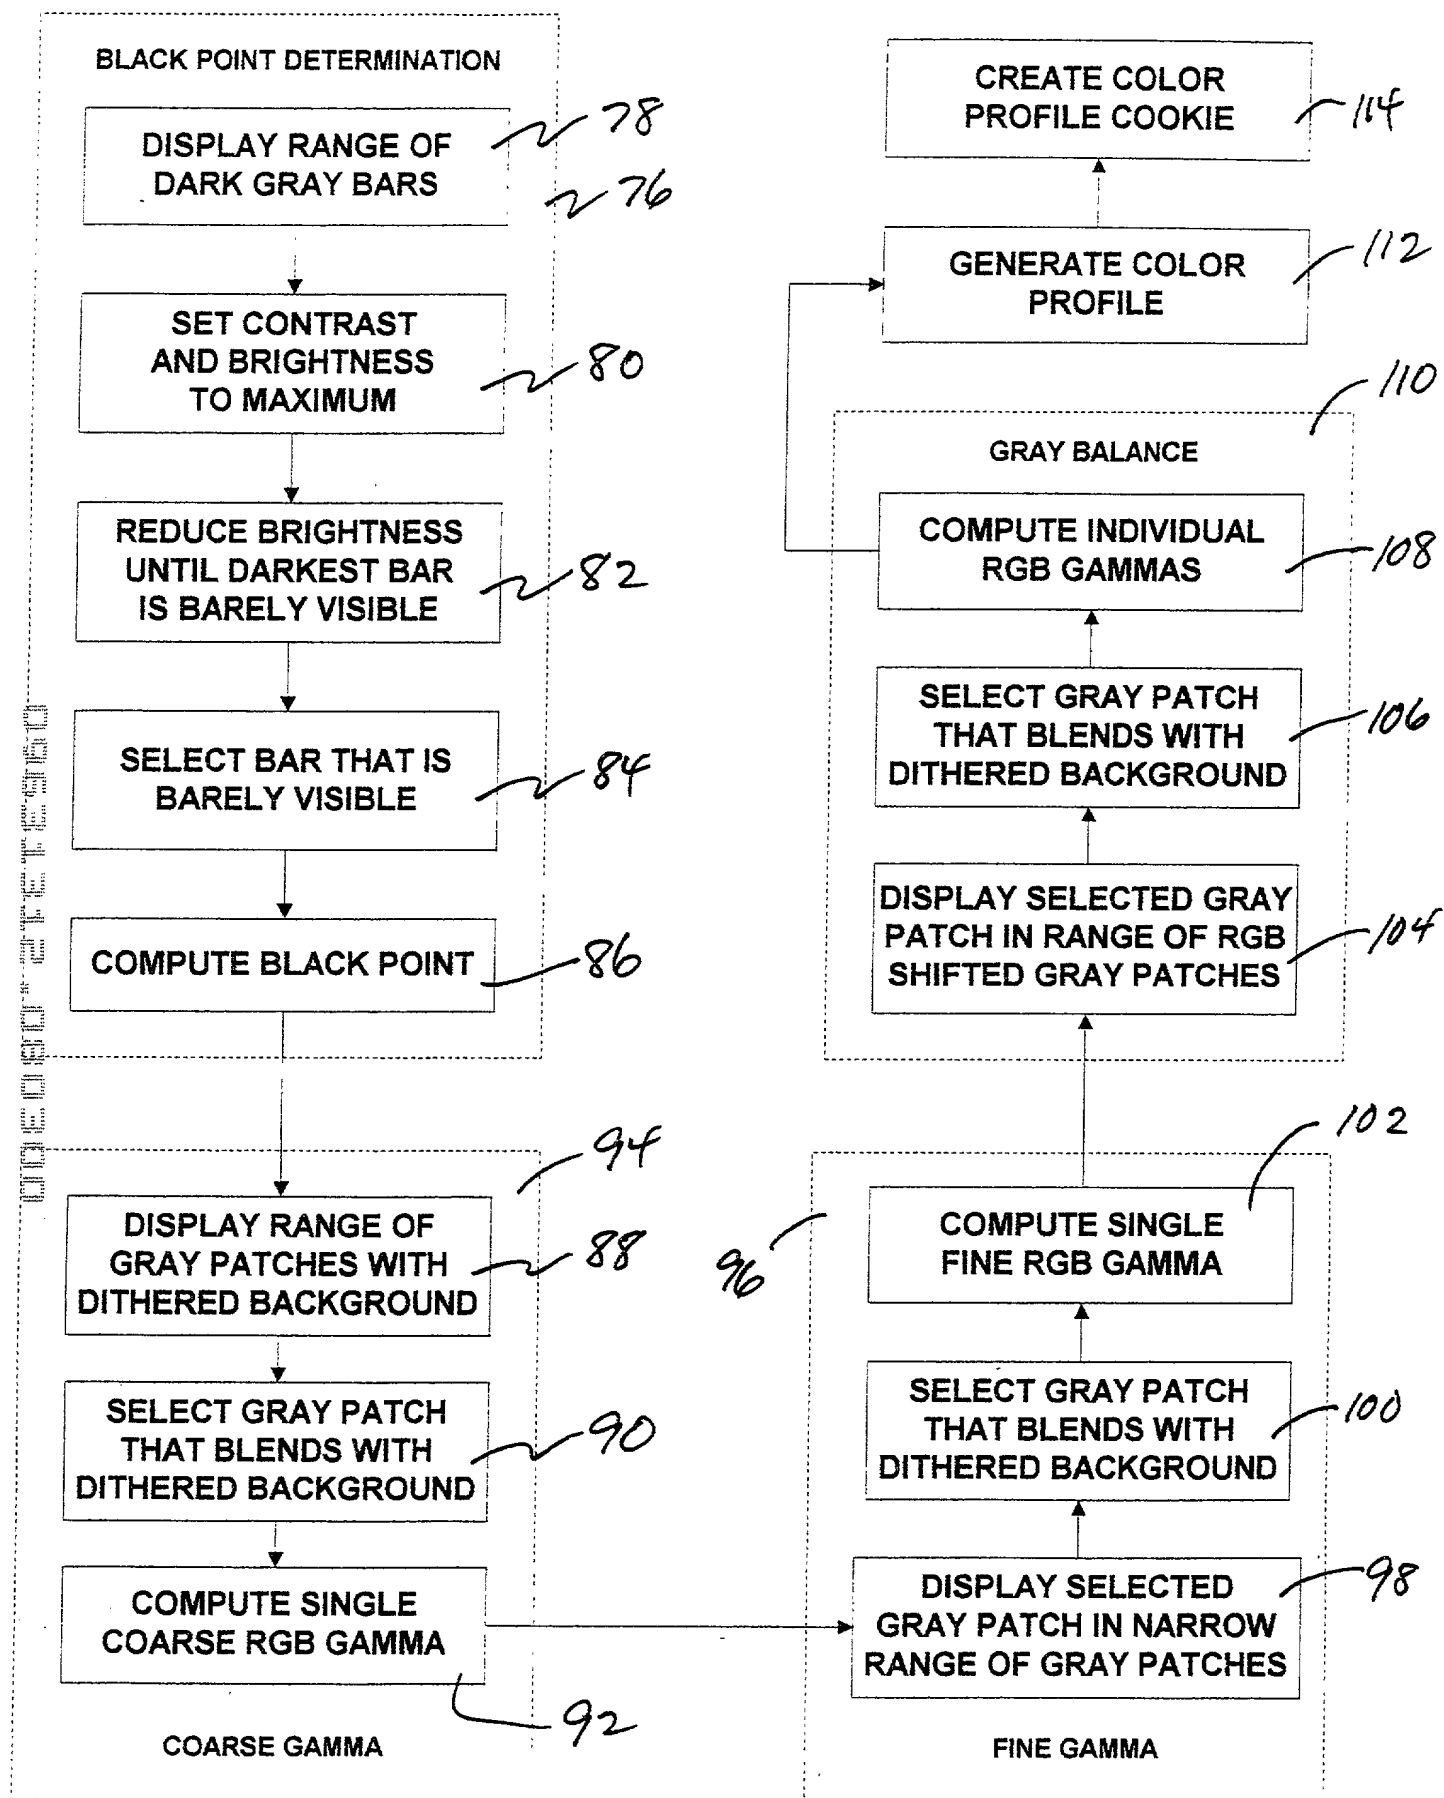 BLACK POINT DETERMINATION
DISPLAY RANGE OF
DARK GRAY BARS
78
76
SET CONTRAST
AND BRIGHTNESS
TO MAXIMUM
80
REDUCE BRIGHTNESS
UNTIL DARKEST BAR
IS BARELY VISIBLE
82
SELECT BAR THAT IS
BARELY VISIBLE
84
COMPUTE BLACK POINT
86
94
DISPLAY RANGE OF
GRAY PATCHES WITH
DITHERED BACKGROUND
88
SELECT GRAY PATCH
THAT BLENDS WITH
DITHERED BACKGROUND
90
COMPUTE SINGLE
COARSE RGB GAMMA
92
COARSE GAMMA
CREATE COLOR
PROFILE COOKIE
114
GENERATE COLOR
PROFILE
112
110
GRAY BALANCE
COMPUTE INDIVIDUAL
RGB GAMMAS
108
SELECT GRAY PATCH
THAT BLENDS WITH
DITHERED BACKGROUND
106
DISPLAY SELECTED GRAY
PATCH IN RANGE OF RGB
SHIFTED GRAY PATCHES
104
102
96
COMPUTE SINGLE
FINE RGB GAMMA
SELECT GRAY PATCH
THAT BLENDS WITH
DITHERED BACKGROUND
100
DISPLAY SELECTED
GRAY PATCH IN NARROW
RANGE OF GRAY PATCHES
98
FINE GAMMA